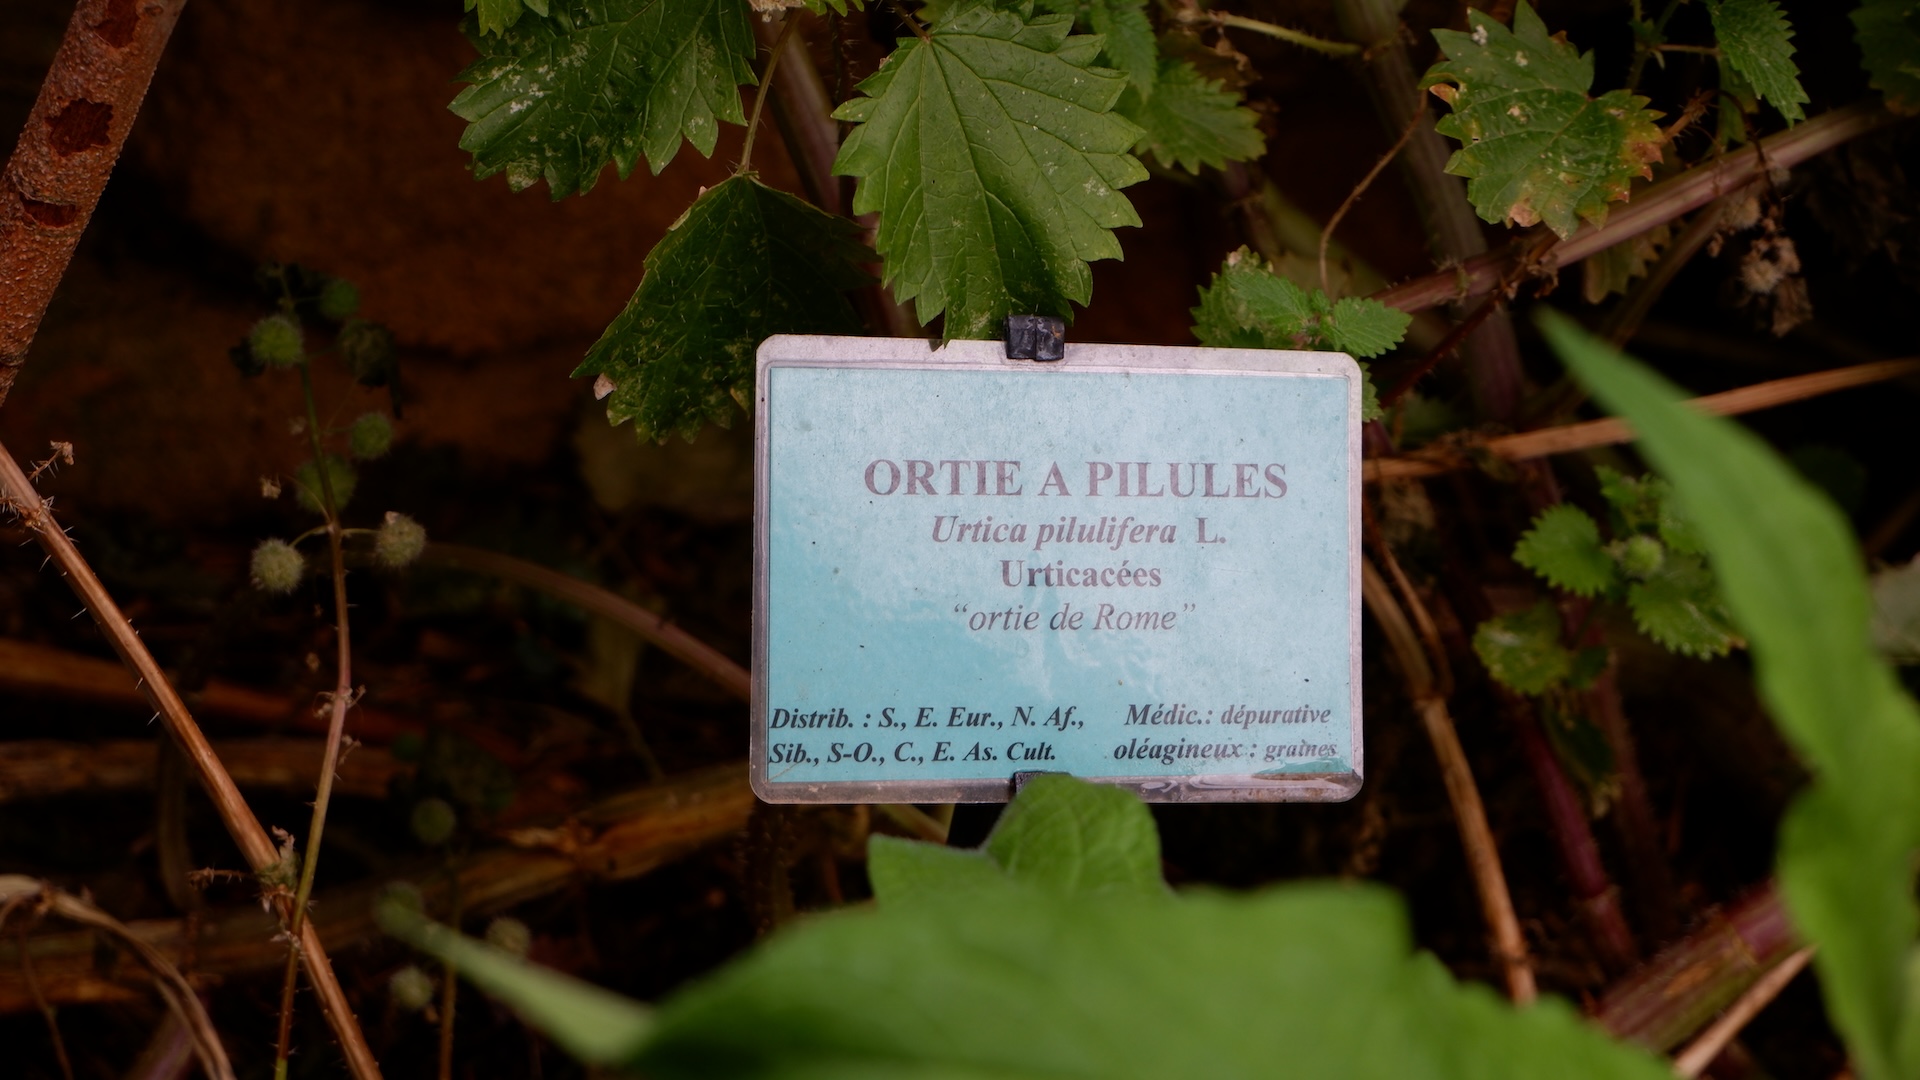 ORTIE A PILULES
Urtica pilulifera L.
Urticacées
“ortie de Rome”
Distrib. : S., E. Eur., N. Af.,
Sib., S-O., C., E. As. Cult.
Médic.: dépurative
oléagineux : graines